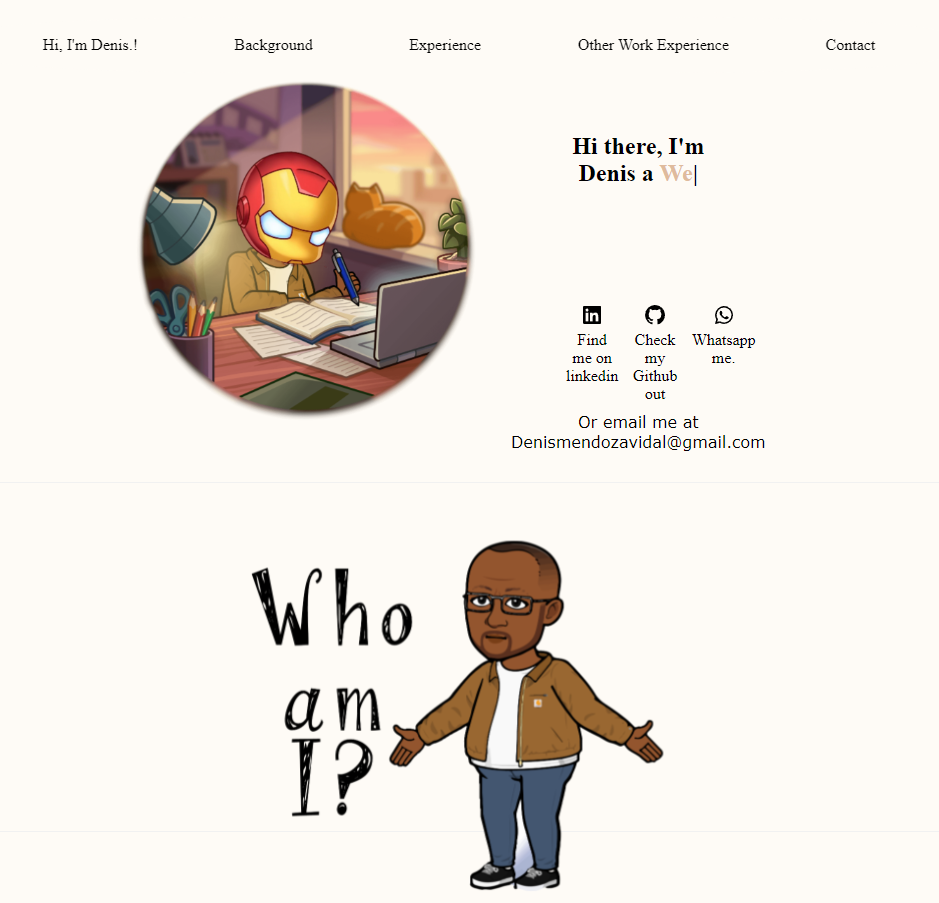 Hi, I'm Denis.!
Background
Experience
Other Work Experience
Contact
Hi there, I'm
Denis a We|
Find
me on
linkedin
Check
my
Github
out
Whatsapp
me.
Or email me at
Denismendozavidal@gmail.com
Who
am
I?